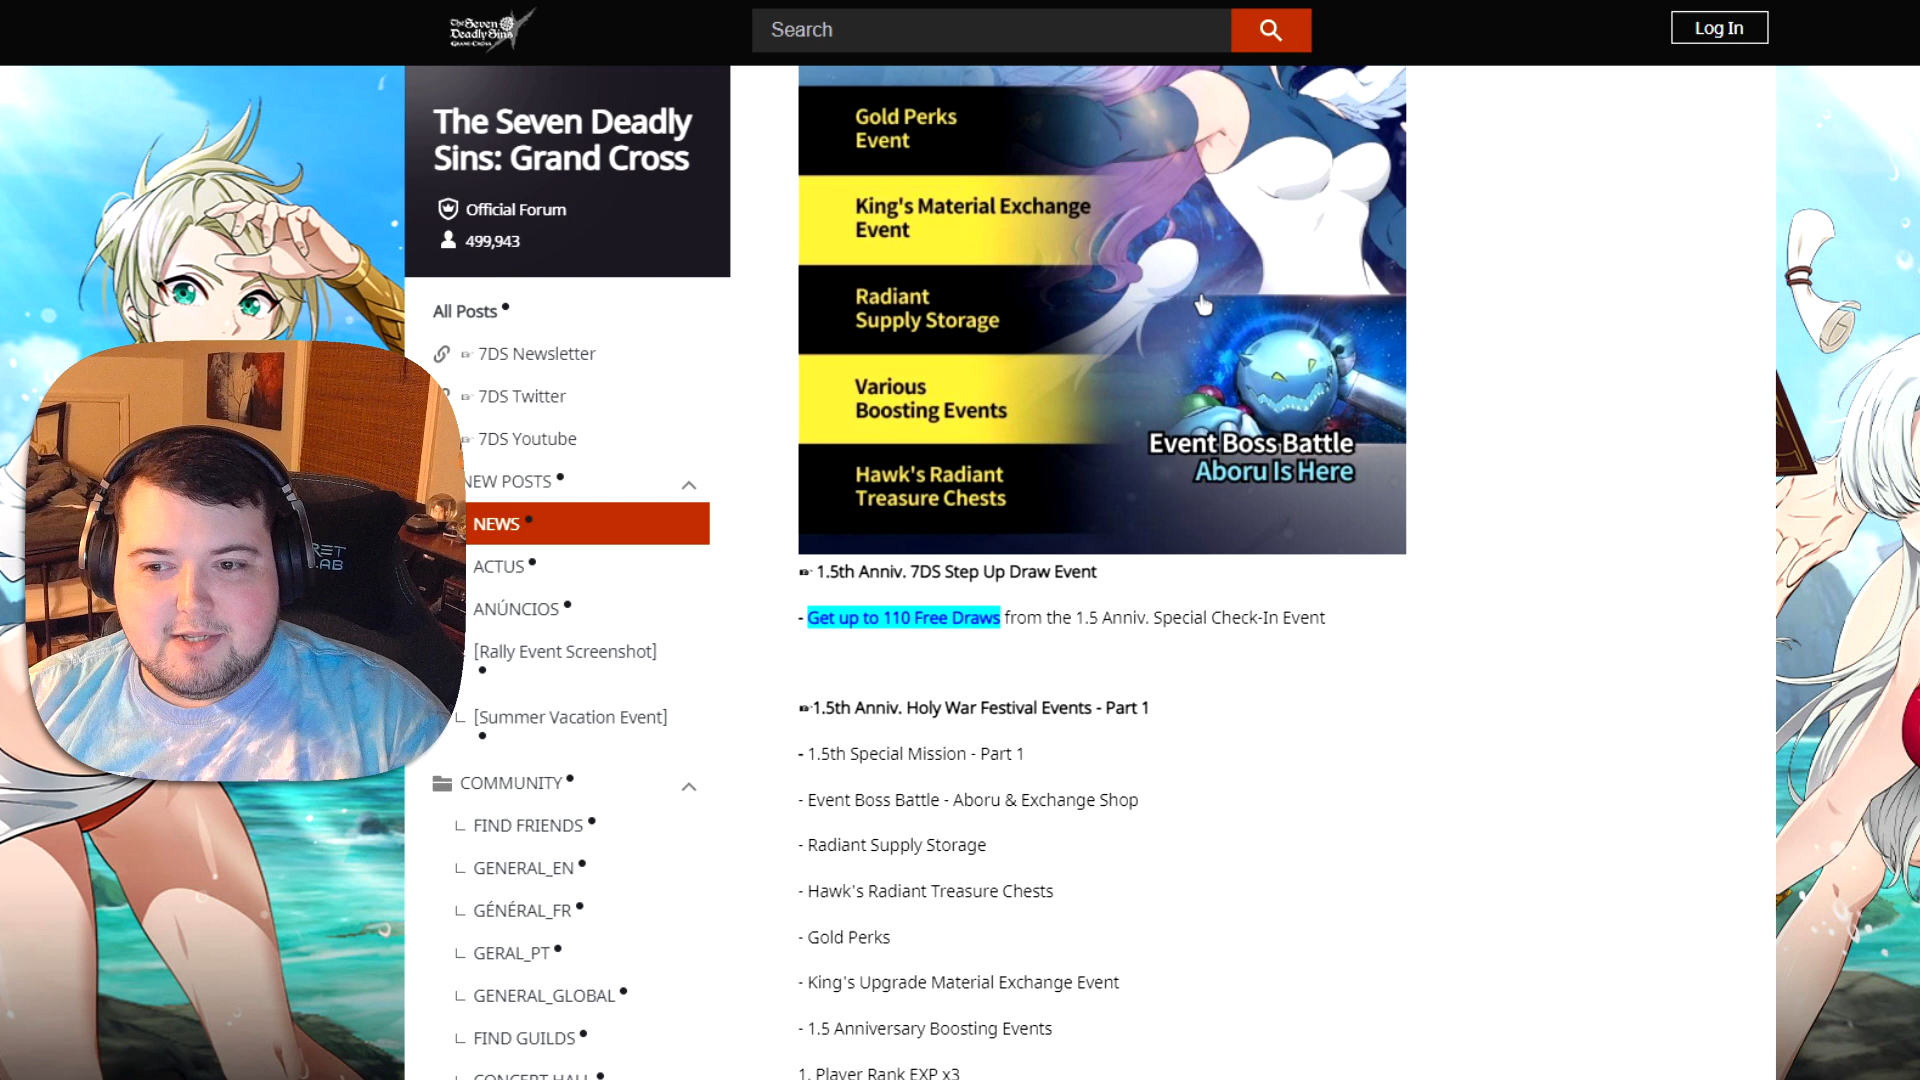 The Seven
Deadly Sins
GRAND CROSS
Search
Log In
The Seven Deadly
Sins: Grand Cross
Official Forum
499,943
All Posts
7DS Newsletter
7DS Twitter
7DS Youtube
NEW POSTS
NEWS
ACTUS
ANÚNCIOS
[Rally Event Screenshot]
[Summer Vacation Event]
COMMUNITY
FIND FRIENDS
GENERAL_EN
GÉNÉRAL_FR
GERAL_PT
GENERAL_GLOBAL
FIND GUILDS
CONCERT HALL
Gold Perks
Event
King's Material Exchange
Event
Radiant
Supply Storage
Various
Boosting Events
Hawk's Radiant
Treasure Chests
Event Boss Battle
Aboru Is Here
1.5th Anniv. 7DS Step Up Draw Event
- Get up to 110 Free Draws from the 1.5 Anniv. Special Check-In Event
1.5th Anniv. Holy War Festival Events - Part 1
- 1.5th Special Mission - Part 1
- Event Boss Battle - Aboru & Exchange Shop
- Radiant Supply Storage
- Hawk's Radiant Treasure Chests
- Gold Perks
- King's Upgrade Material Exchange Event
- 1.5 Anniversary Boosting Events
1. Player Rank EXP x3